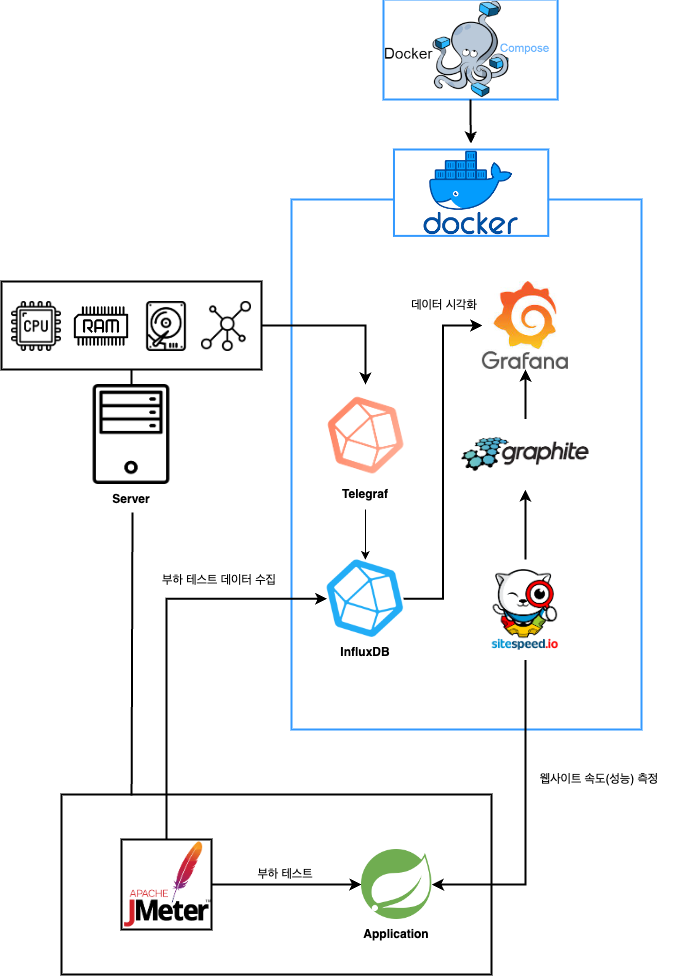 Docker Compose
docker
CPU
RAM
데이터 시각화
Grafana
graphite
Server
Telegraf
부하 테스트 데이터 수집
InfluxDB
sitespeed.io
웹사이트 속도(성능) 측정
APACHE
JMeter™
부하 테스트
Application